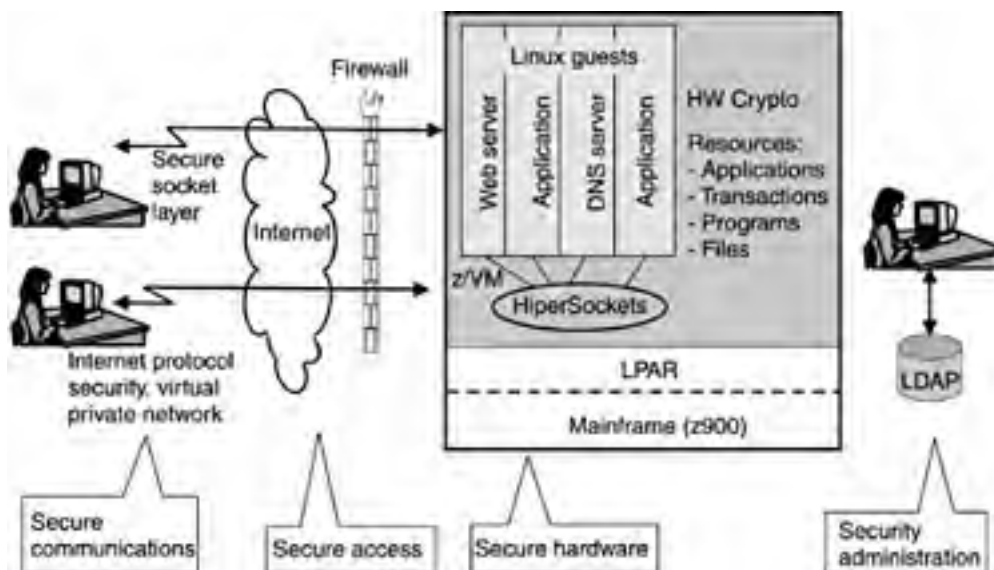 Firewall
Linux guests
Web server
Application
DNS server
Application
HW Crypto
Resources:
- Applications
- Transactions
- Programs
- Files
Secure
socket
layer
Internet
z/VM
HiperSockets
Internet protocol
security, virtual
private network
LPAR
Mainframe (z900)
LDAP
Secure
communications
Secure access
Secure hardware
Security
administration